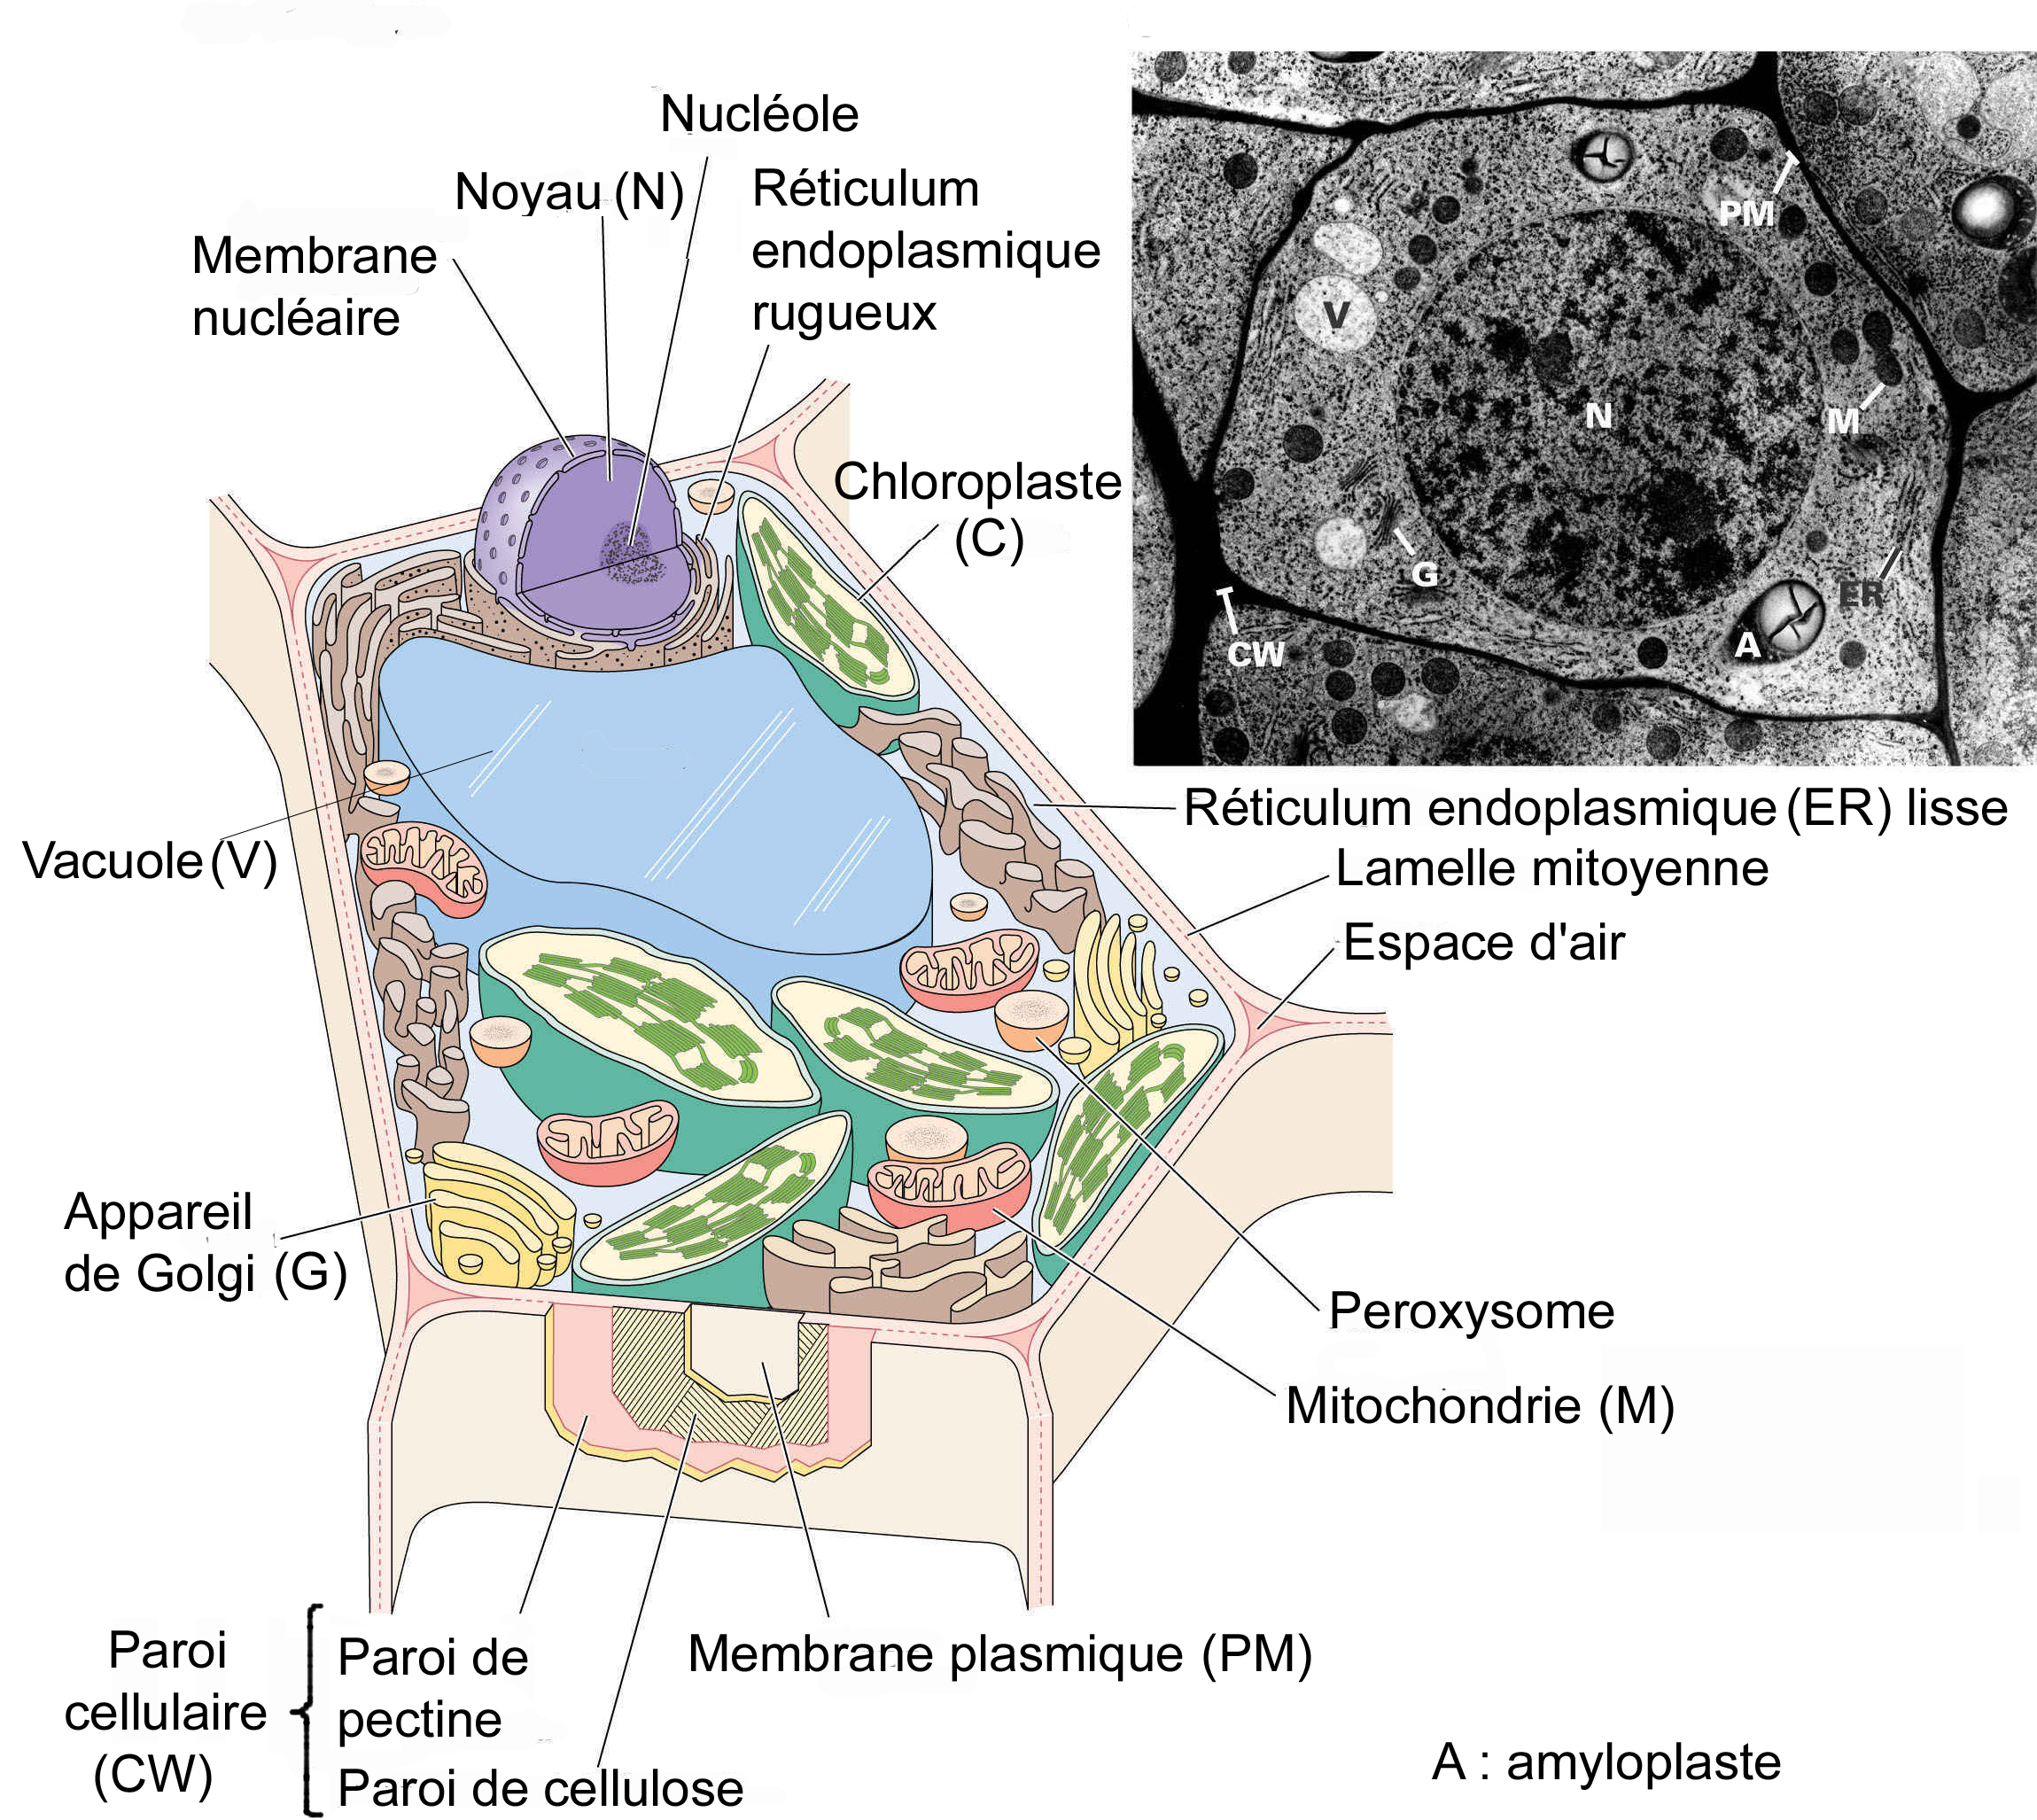 Nucléole
Noyau (N)
Réticulum
endoplasmique
rugueux
Membrane
nucléaire
Chloroplaste
(C)
PM
V
N
M
G
ER
A
CW
Réticulum endoplasmique (ER) lisse
Lamelle mitoyenne
Espace d'air
Vacuole (V)
Appareil
de Golgi (G)
Peroxysome
Mitochondrie (M)
Membrane plasmique (PM)
Paroi
cellulaire
(CW)
Paroi de
pectine
Paroi de cellulose
A : amyloplaste